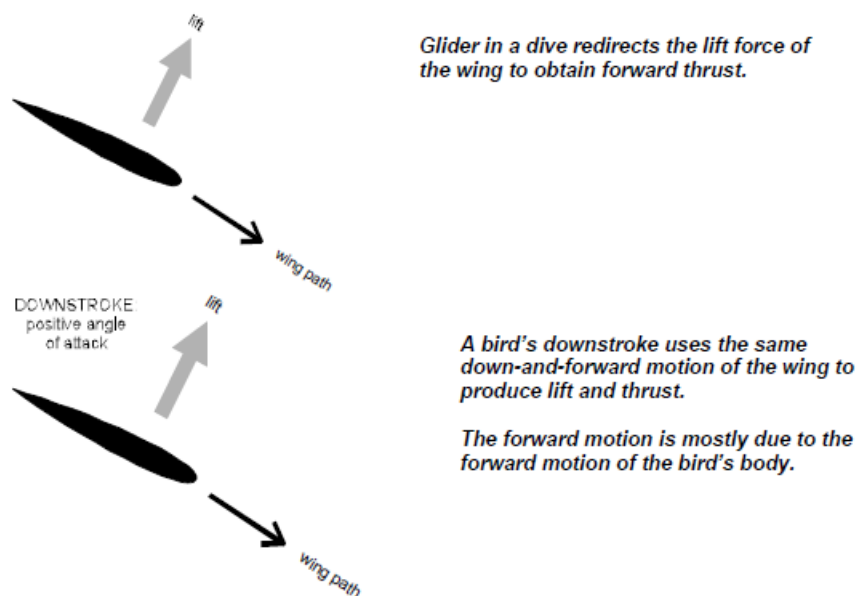 lift
Glider in a dive redirects the lift force of
the wing to obtain forward thrust.
wing path
DOWNSTROKE
positive angle
of attack
lift
A bird's downstroke uses the same
down-and-forward motion of the wing to
produce lift and thrust.
The forward motion is mostly due to the
forward motion of the bird's body.
wing path